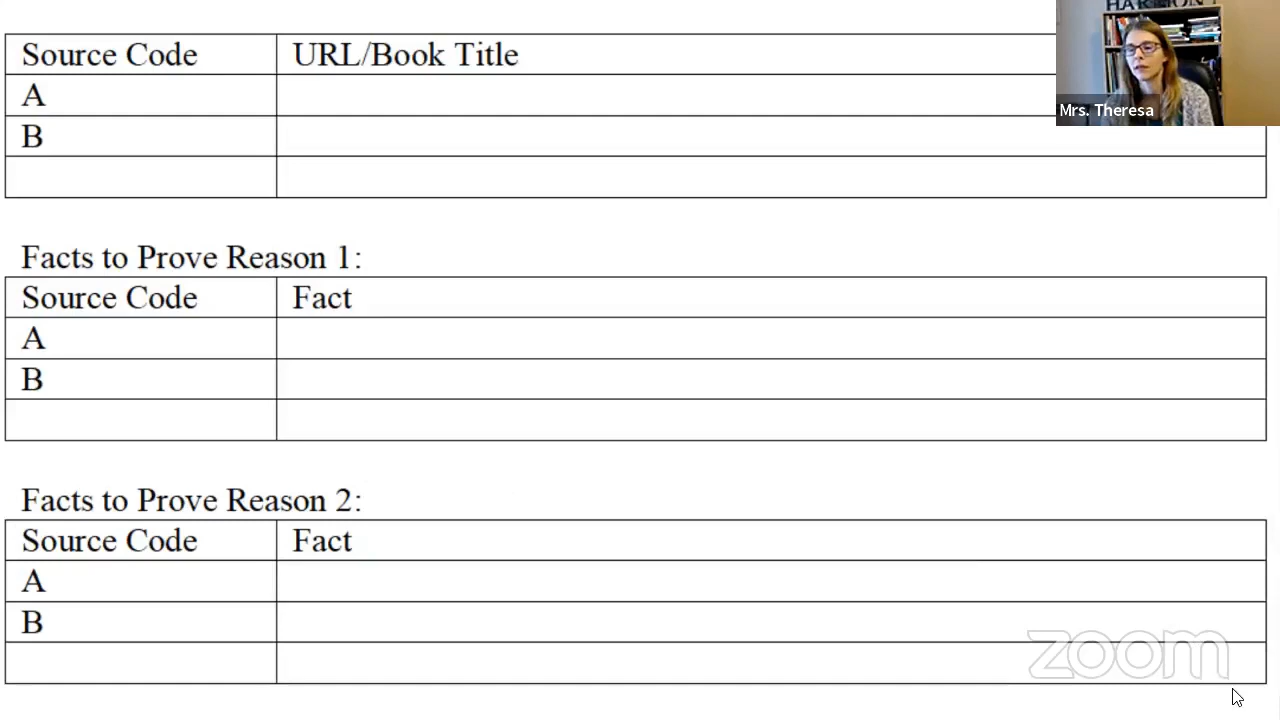 Source Code URL/Book Title
A
B
Mrs. Theresa
Facts to Prove Reason 1:
Source Code Fact
A
B
Facts to Prove Reason 2:
Source Code Fact
A
B
zoom